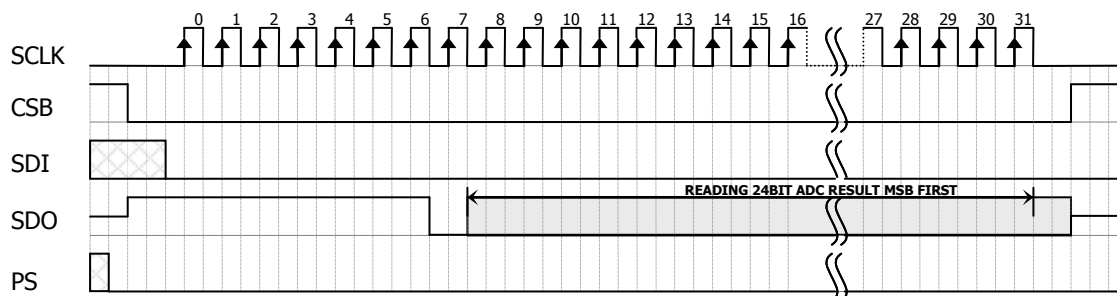 0 1 2 3 4 5 6 7 8 9 10 11 12 13 14 15 16 27 28 29 30 31
SCLK
CSB
SDI
READING 24BIT ADC RESULT MSB FIRST
SDO
PS